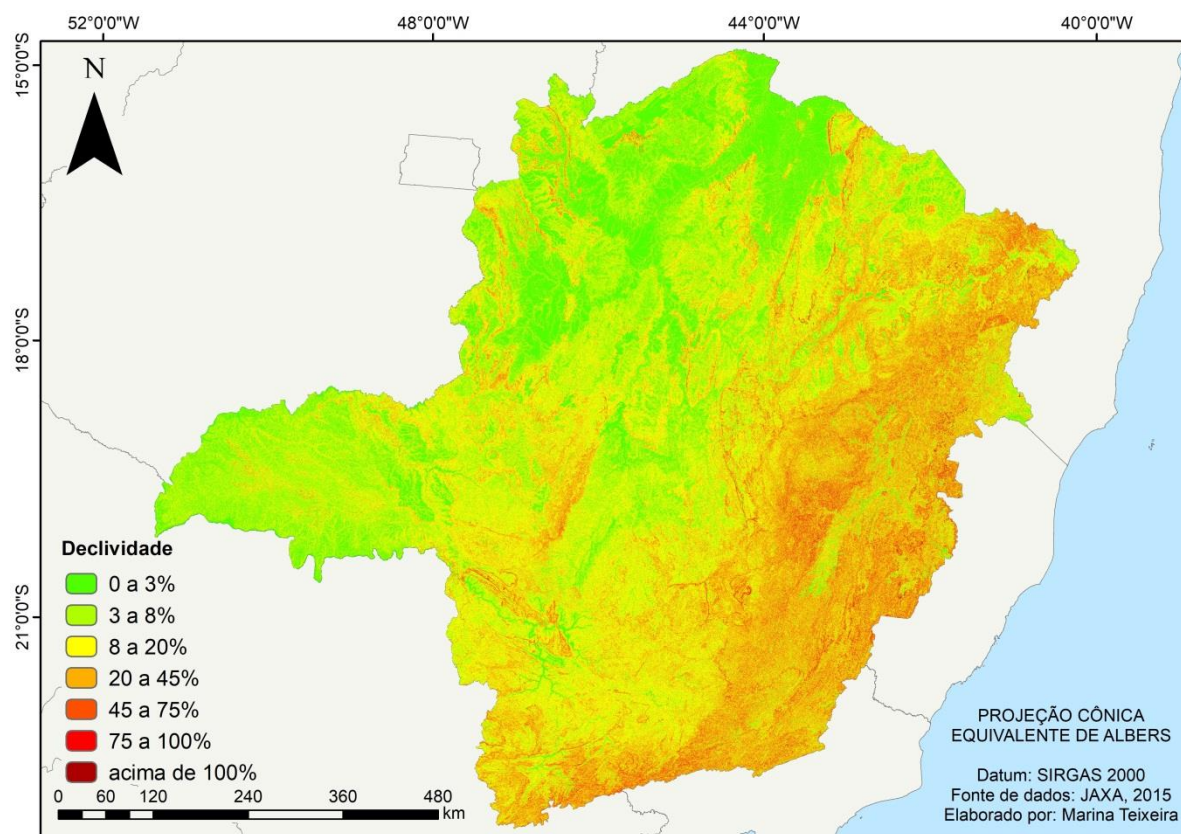 52°0'0"W 48°0'0"W 44°0'0"W 40°0'0"W
15°0'0"S
N
18°0'0"S
21°0'0"S
Declividade
0 a 3%
3 a 8%
8 a 20%
20 a 45%
45 a 75%
75 a 100%
acima de 100%
0 60 120 240 360 480
km
PROJEÇÃO CÔNICA
EQUIVALENTE DE ALBERS
Datum: SIRGAS 2000
Fonte de dados: JAXA, 2015
Elaborado por: Marina Teixeira